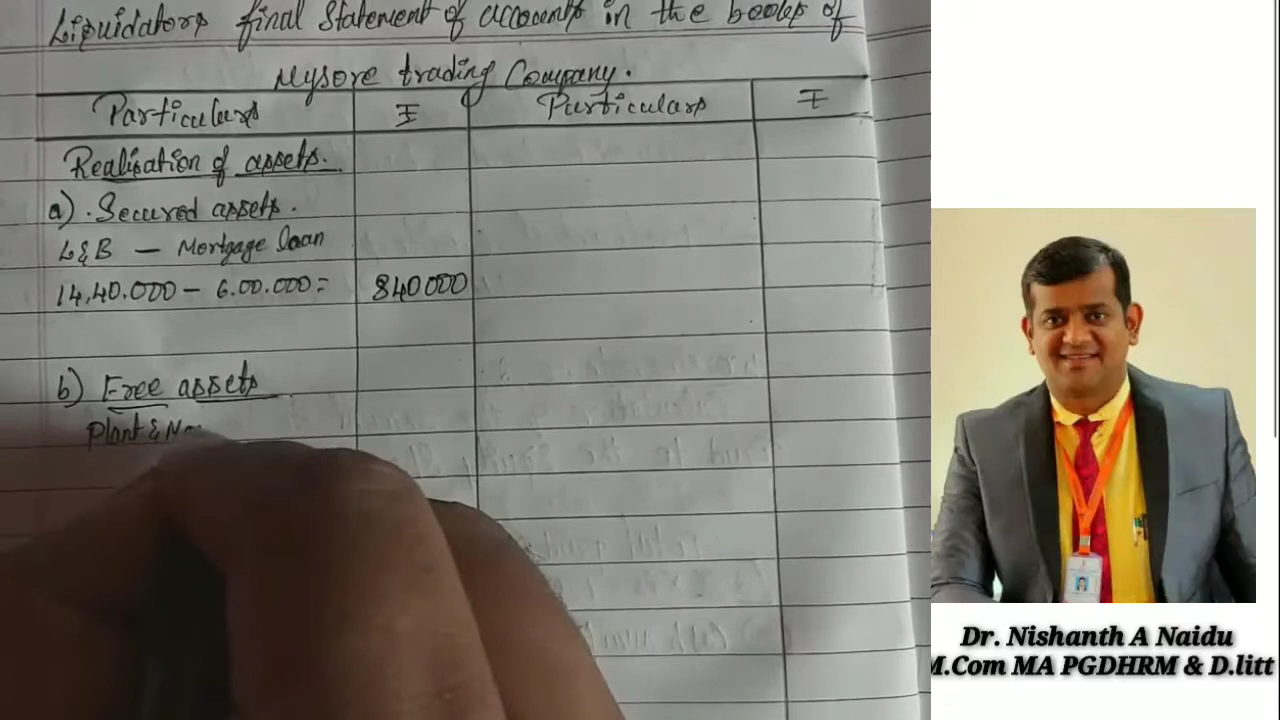 Liquidators final Statement of accounts in the books of
Mysore trading Company.
Particulars ₹ Particulars ₹
Realisation of assets.
a). Secured assets.
L&B — Mortgage loan
14,40.000 — 6.00.000= 840000
b) Free assets
Plant &
Dr. Nishanth A Naidu
M.Com MA PGDHRM & D.litt